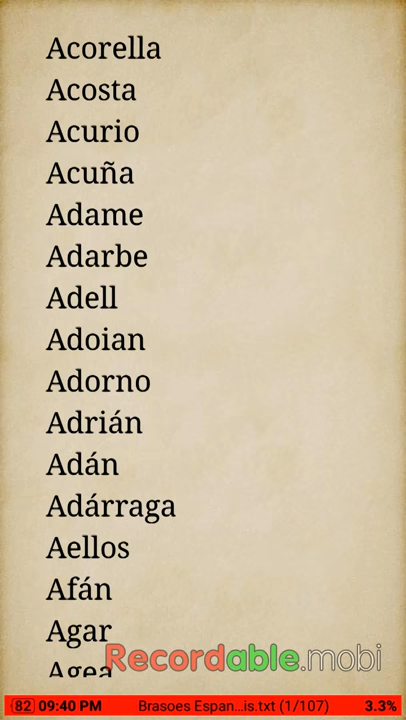 Acorella
Acosta
Acurio
Acuña
Adame
Adarbe
Adell
Adoian
Adorno
Adrián
Adán
Adárraga
Aellos
Afán
Agar
Agea
Recordable.mobi
82 09:40 PM Brasoes Espan...is.txt (1/107) 3.3%